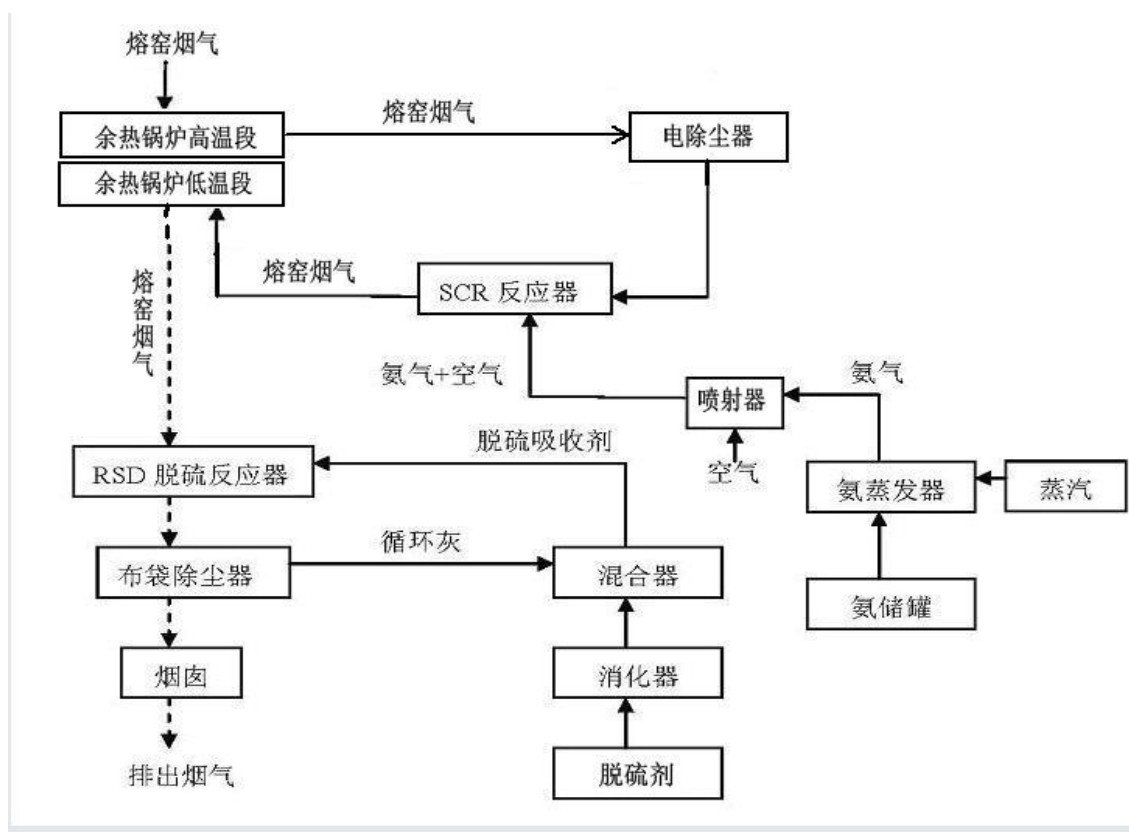 熔窑烟气
余热锅炉高温段
熔窑烟气
电除尘器
余热锅炉低温段
熔窑烟气
SCR 反应器
熔窑烟气
氨气+空气
喷射器
氨气
空气
脱硫吸收剂
RSD 脱硫反应器
氨蒸发器
蒸汽
循环灰
布袋除尘器
混合器
氨储罐
烟囱
消化器
排出烟气
脱硫剂